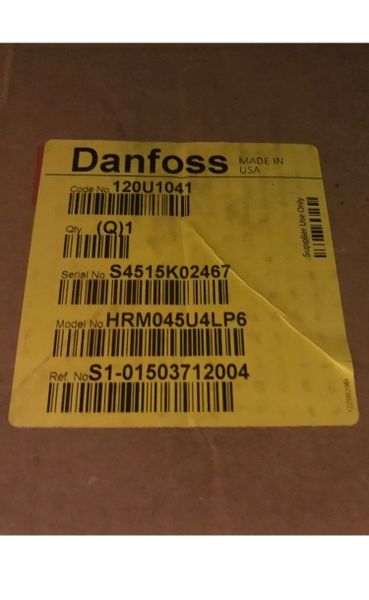 Danfoss MADE IN
USA
Code No 120U1041
Qty (Q)1
Supplier Use Only
Serial No S4515K02467
Model No HRM045U4LP6
Ref. No S1-01503712004